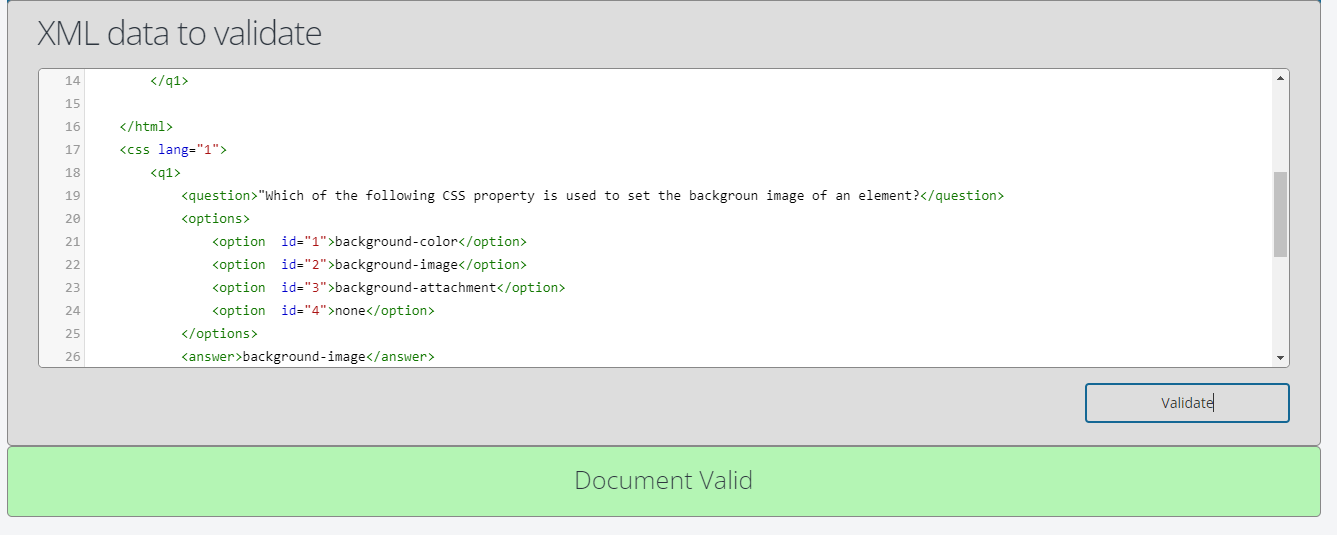 XML data to validate
14 </q1>
15
16 </html>
17 <css lang="1">
18 <q1>
19 <question>"Which of the following CSS property is used to set the backgroun image of an element?</question>
20 <options>
21 <option  id="1">background-color</option>
22 <option  id="2">background-image</option>
23 <option  id="3">background-attachment</option>
24 <option  id="4">none</option>
25 </options>
26 <answer>background-image</answer>
Validate
Document Valid